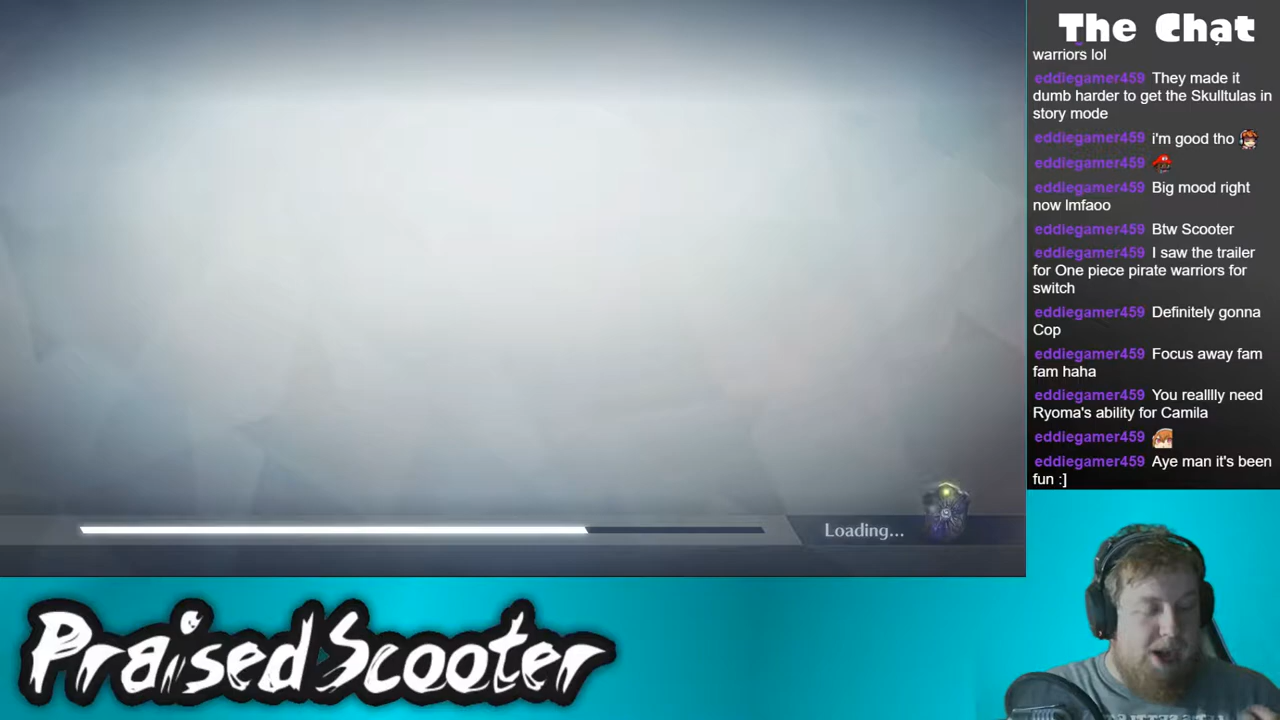 The Chat
warriors lol
eddiegamer459 They made it
dumb harder to get the Skulltulas in
story mode
eddiegamer459 i'm good tho
eddiegamer459
eddiegamer459 Big mood right
now lmfaoo
eddiegamer459 Btw Scooter
eddiegamer459 I saw the trailer
for One piece pirate warriors for
switch
eddiegamer459 Definitely gonna
Cop
eddiegamer459 Focus away fam
fam haha
eddiegamer459 You realllly need
Ryoma's ability for Camila
eddiegamer459
eddiegamer459 Aye man it's been
fun :]
Loading...
PraisedScooter